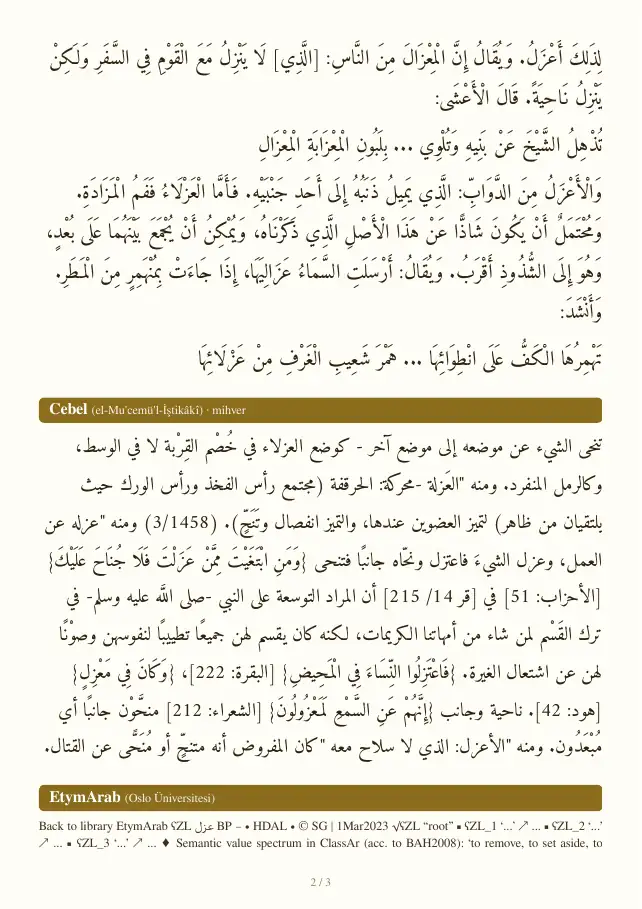 لِذَلِكَ أَعْزَلُ. وَيُقَالُ إِنَّ الْمِعْزَالَ مِنَ النَّاسِ: [الَّذِي] لَا يَنْزِلُ مَعَ الْقَوْمِ فِي السَّفَرِ وَلَكِنْ
يَنْزِلُ نَاحِيَةً. قَالَ الْأَعْشَى:
تُذْهِلُ الشَّيْخَ عَنْ بَنِيهِ وَتُلْوِي ... بِلَبُونِ الْمِعْزَابَةِ الْمِعْزَالِ
وَالْأَعْزَلُ مِنَ الدَّوَابِّ: الَّذِي يَمِيلُ ذَنَبُهُ إِلَى أَحَدِ جَنْبَيْهِ. فَأَمَّا الْعَزْلَاءُ فَفَمُ الْمَزَادَةِ.
وَمُحْتَمَلٌ أَنْ يَكُونَ شَاذًّا عَنْ هَذَا الْأَصْلِ الَّذِي ذَكَرْنَاهُ، وَيُمْكِنُ أَنْ يُجْمَعَ بَيْنَهُمَا عَلَى بُعْدٍ،
وَهُوَ إِلَى الشُّذُوذِ أَقْرَبُ. وَيُقَالُ: أَرْسَلَتِ السَّمَاءُ عَزَالِيَهَا، إِذَا جَاءَتْ بِمُنْهَمِرٍ مِنَ الْمَطَرِ.
وَأَنْشَدَ:
تَهْمِرُهَا الْكَفُّ عَلَى انْطِوَائِهَا ... هَمْرَ شَعِيبِ الْغَرْفِ مِنْ عَزْلَائِهَا
Cebel (el-Mu'cemü'l-İştikâkî) · mihver
تنحى الشيء عن موضعه إلى موضع آخر - كوضع العزلاء في خُصْم القِرْبة لا في الوسط،
وكالرمل المنفرد. ومنه "العَزلة -محركة: الحرقفة (مجتمع رأس الفخذ ورأس الورك حيث
يلتقيان من ظاهر) لتميز العضوين عندها، والتميز انفصال وتَنَحٍّ). (3/1458) ومنه "عزله عن
العمل، وعزل الشيءَ فاعتزل ونحّاه جانبًا فتنحى {وَمَنِ ابْتَغَيْتَ مِمَّنْ عَزَلْتَ فَلَا جُنَاحَ عَلَيْكَ}
[الأحزاب: 51] في [قر 14/ 215] أن المراد التوسعة على النبي -صلى اللَّه عليه وسلم- في
ترك القَسْم لمن شاء من أمهاتنا الكريمات، لكنه كان يقسم لهن جميعًا تطييبًا لنفوسهن وصوْنًا
لهن عن اشتعال الغيرة. {فَاعْتَزِلُوا النِّسَاءَ فِي الْمَحِيضِ} [البقرة: 222]، {وَكَانَ فِي مَعْزِلٍ}
[هود: 42]. ناحية وجانب {إِنَّهُمْ عَنِ السَّمْعِ لَمَعْزُولُونَ} [الشعراء: 212] منحَّوْن جانبًا أي
مُبْعَدُون. ومنه "الأعزل: الذي لا سلاح معه "كان المفروض أنه متنحٍّ أو مُنَحًّى عن القتال.
EtymArab (Oslo Üniversitesi)
Back to library EtymArab ʕZL عزل BP – • HDAL • © SG | 1Mar2023 √ʕZL “root” ▪ ʕZL_1 ‘...’ ↗ ... ▪ ʕZL_2 ‘...’
↗ ... ▪ ʕZL_3 ‘...’ ↗ ... ♦ Semantic value spectrum in ClassAr (acc. to BAH2008): ‘to remove, to set aside, to
2 / 3